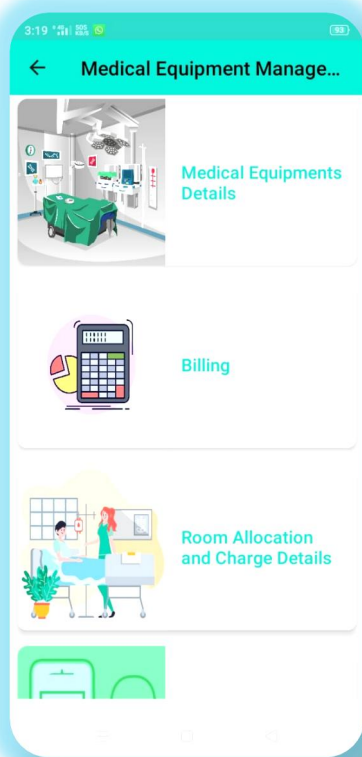 3:19
93
Medical Equipment Manage...
Medical Equipments
Details
Billing
Room Allocation
and Charge Details